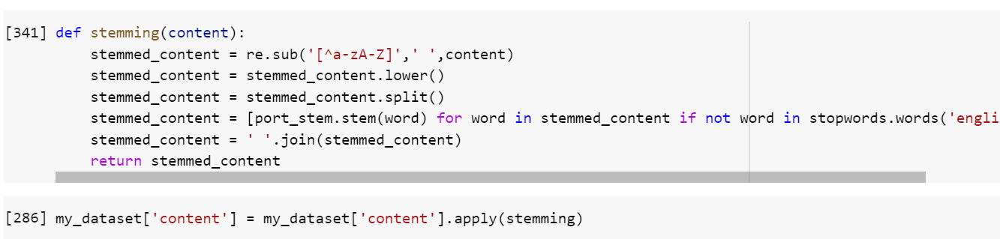 [341] def stemming(content):
stemmed_content = re.sub('[^a-zA-Z]',' ',content)
stemmed_content = stemmed_content.lower()
stemmed_content = stemmed_content.split()
stemmed_content = [port_stem.stem(word) for word in stemmed_content if not word in stopwords.words('engli
stemmed_content = ' '.join(stemmed_content)
return stemmed_content
[286] my_dataset['content'] = my_dataset['content'].apply(stemming)